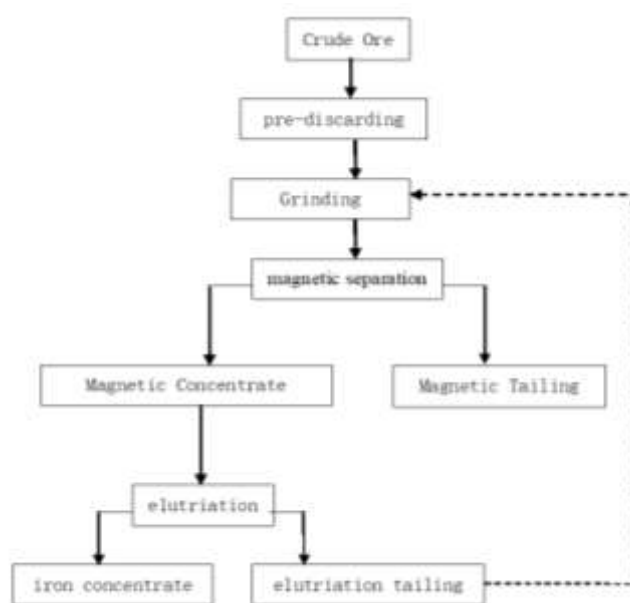 Crude Ore
pre-discarding
Grinding
magnetic separation
Magnetic Concentrate
Magnetic Tailing
elutriation
iron concentrate
elutriation tailing